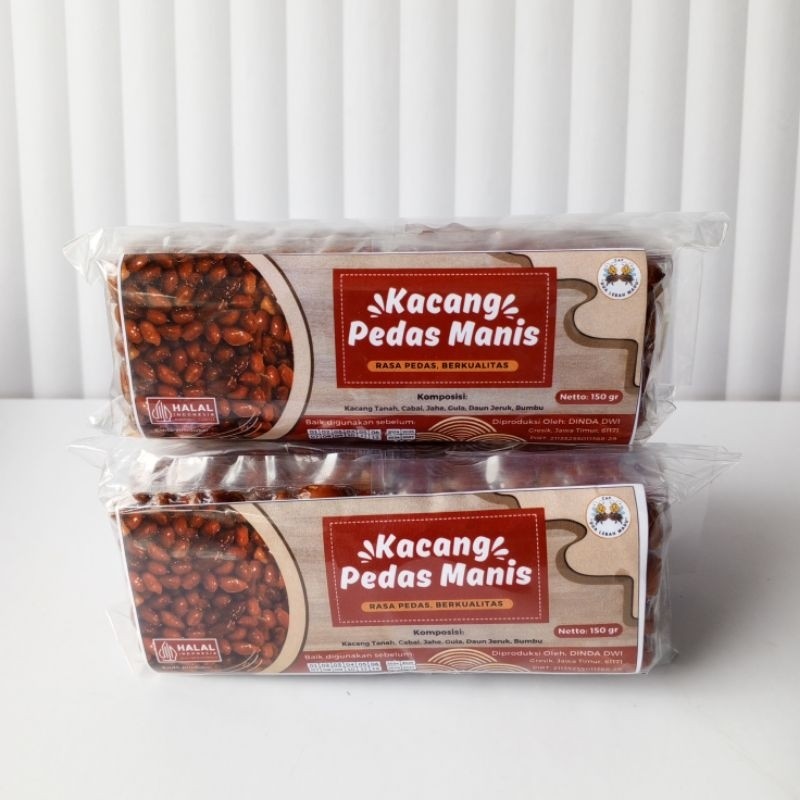 Kacang
Pedas Manis
RASA PEDAS, BERKUALITAS
Komposisi:
Kacang Tanah, Cabai, Jahe, Gula, Daun Jeruk, Bumbu
Netto: 150 gr
HALAL
INDONESIA
Baik digunakan sebelum:
Diproduksi Oleh: DINDA DWI
Gresik, Jawa Timur, 61121
Kacang
Pedas Manis
RASA PEDAS, BERKUALITAS
Komposisi:
Kacang Tanah, Cabai, Jahe, Gula, Daun Jeruk, Bumbu
Netto: 150 gr
HALAL
INDONESIA
Baik digunakan sebelum:
Diproduksi Oleh: DINDA DWI
Gresik, Jawa Timur, 61121